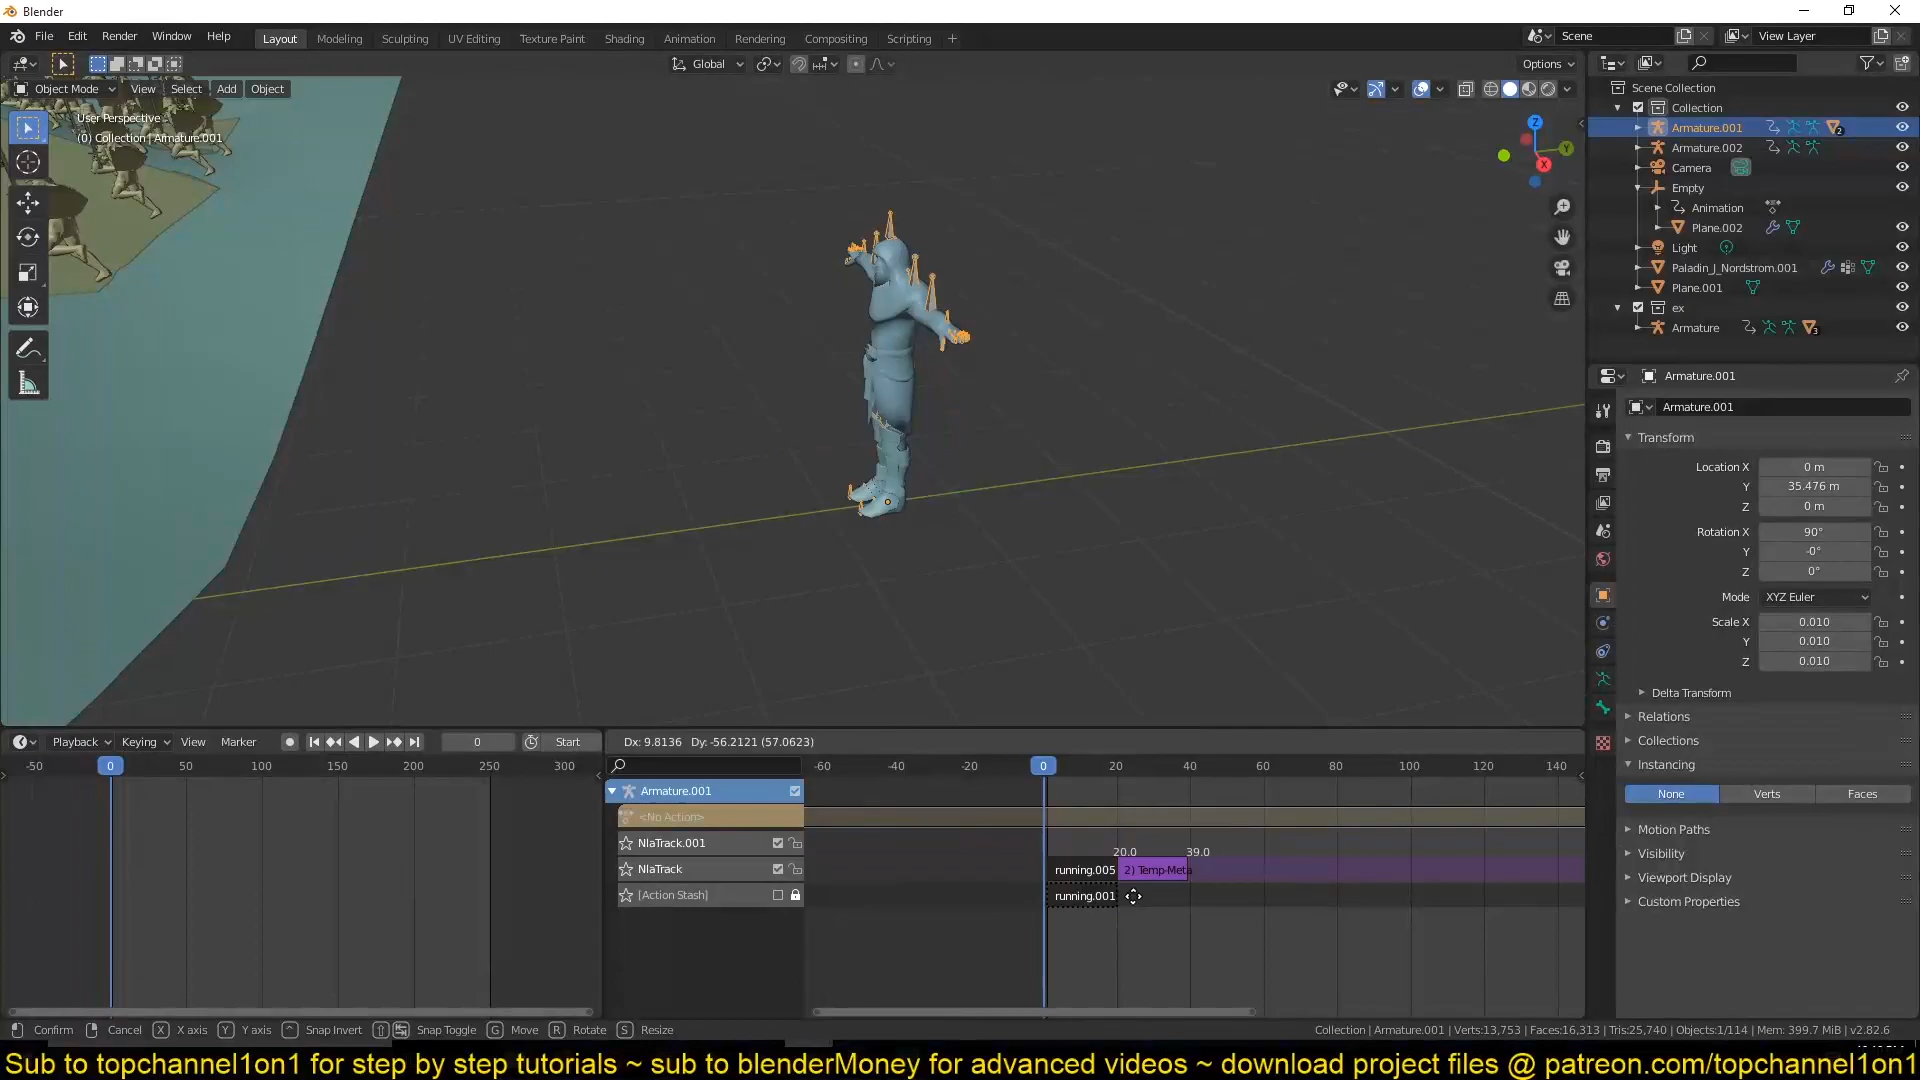 Blender
File Edit Render Window Help
Layout Modeling Sculpting UV Editing Texture Paint Shading Animation Rendering Compositing Scripting +
Scene
View Layer
Global
Options
Object Mode View Select Add Object
User Perspective
(0) Collection | Armature.001
Z
Y
X
Scene Collection
Collection
Armature.001 2
Armature.002
Camera
Empty
Animation
Plane.002
Light
Paladin_J_Nordstrom.001
Plane.001
ex
Armature 3
Armature.001
Armature.001
Transform
Location X 0 m
Y 35.476 m
Z 0 m
Rotation X 90°
Y -0°
Z 0°
Mode XYZ Euler
Scale X 0.010
Y 0.010
Z 0.010
Delta Transform
Relations
Collections
Instancing
None Verts Faces
Motion Paths
Visibility
Viewport Display
Custom Properties
Playback Keying View Marker 0 Start
-50 0 50 100 150 200 250 300
Dx: 9.8136 Dy: -56.2121 (57.0623)
-60 -40 -20 0 20 40 60 80 100 120 140
Armature.001
<No Action>
NlaTrack.001
20.0 39.0
NlaTrack running.005 2) Temp-Meta
[Action Stash] running.001
Confirm Cancel X X axis Y Y axis ^ Snap Invert Snap Toggle G Move R Rotate S Resize
Collection | Armature.001 | Verts:13,753 | Faces:16,313 | Tris:25,740 | Objects:1/114 | Mem: 399.7 MiB | v2.82.6
Sub to topchannel1on1 for step by step tutorials ~ sub to blenderMoney for advanced videos ~ download project files @ patreon.com/topchannel1on1